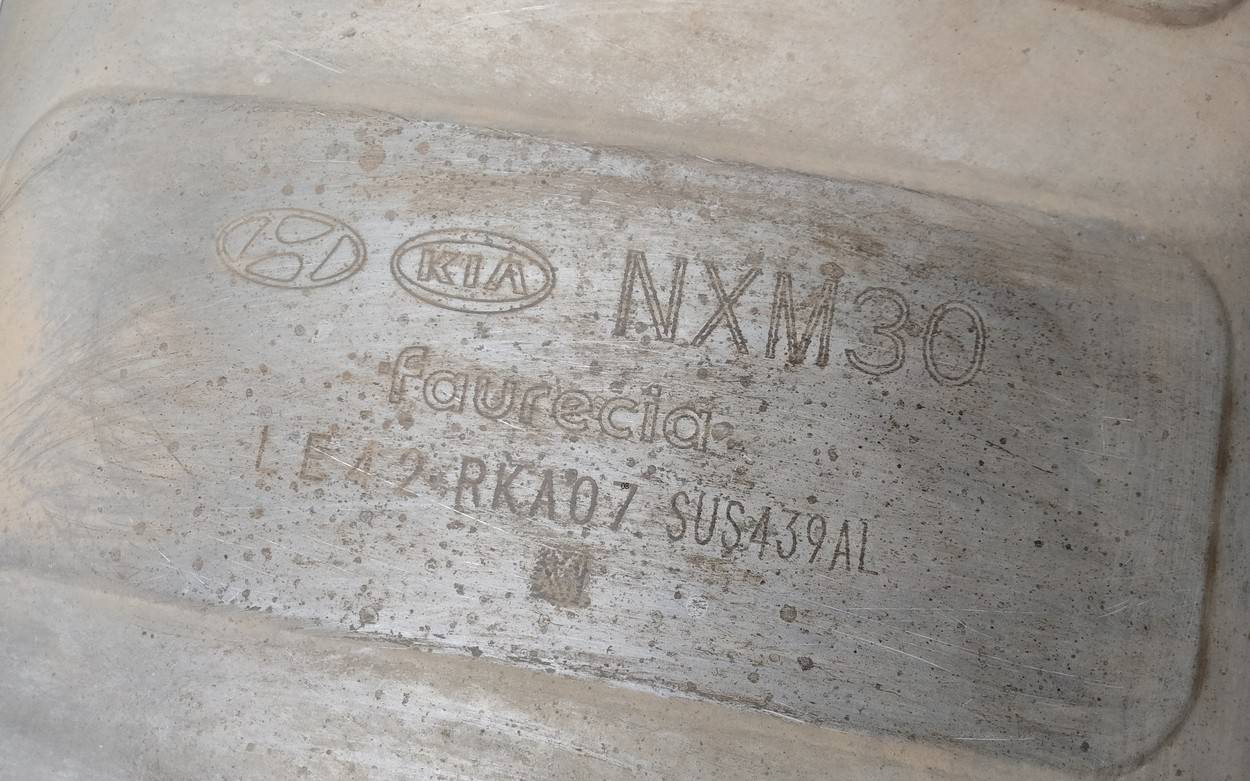 KIA NXM30
faurecia
LE42 RKA07 SUS439AL